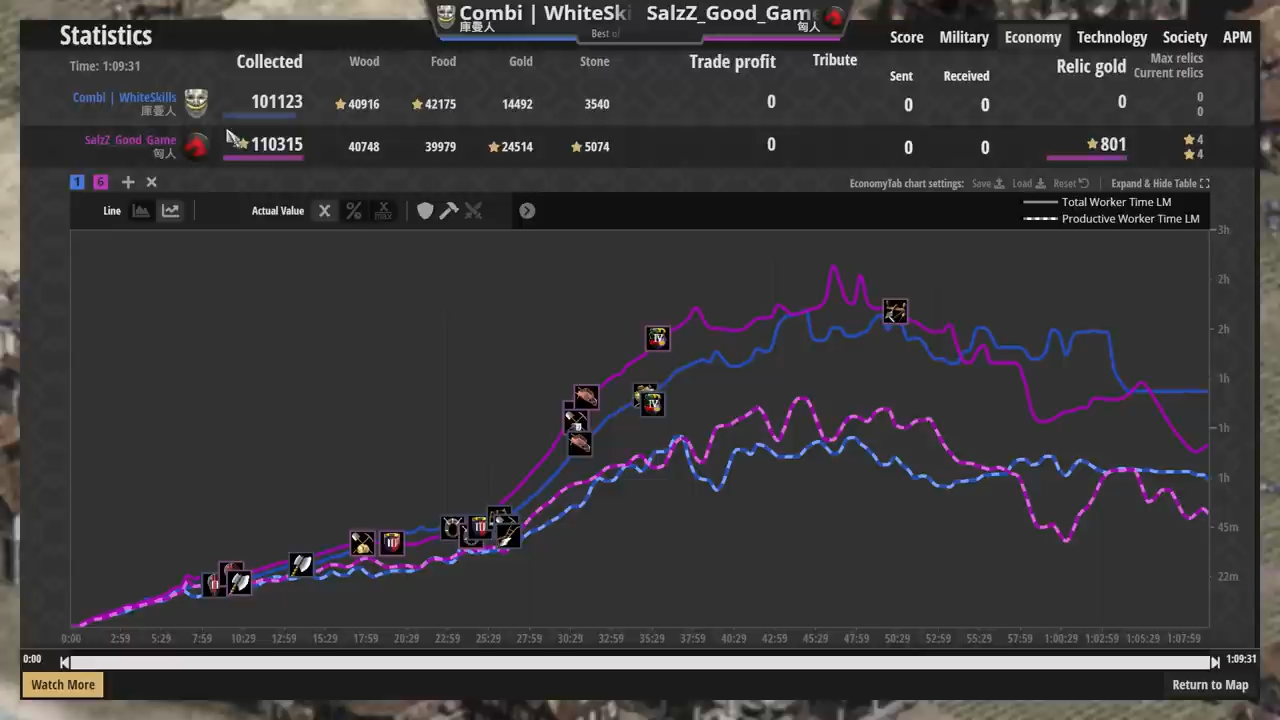 Combi | WhiteSki SalzZ_Good_Game
庫曼人 匈人
Best of
Statistics
Score Military Economy Technology Society APM
Time: 1:09:31
Collected Wood Food Gold Stone Trade profit Tribute Sent Received Relic gold Max relics
Current relics
Combi | WhiteSkills
庫曼人
101123 40916 42175 14492 3540 0 0 0 0 0
0
SalzZ_Good_Game
匈人
110315 40748 39979 24514 5074 0 0 0 801 4
4
1 6 + ×
EconomyTab chart settings: Save Load Reset Expand & Hide Table
Line Actual Value X % X MAX
Total Worker Time LM
Productive Worker Time LM
3h
2h
2h
1h
1h
1h
45m
22m
0:00 2:59 5:29 7:59 10:29 12:59 15:29 17:59 20:29 22:59 25:29 27:59 30:29 32:59 35:29 37:59 40:29 42:59 45:29 47:59 50:29 52:59 55:29 57:59 1:00:29 1:02:59 1:05:29 1:07:59
0:00 1:09:31
Watch More Return to Map